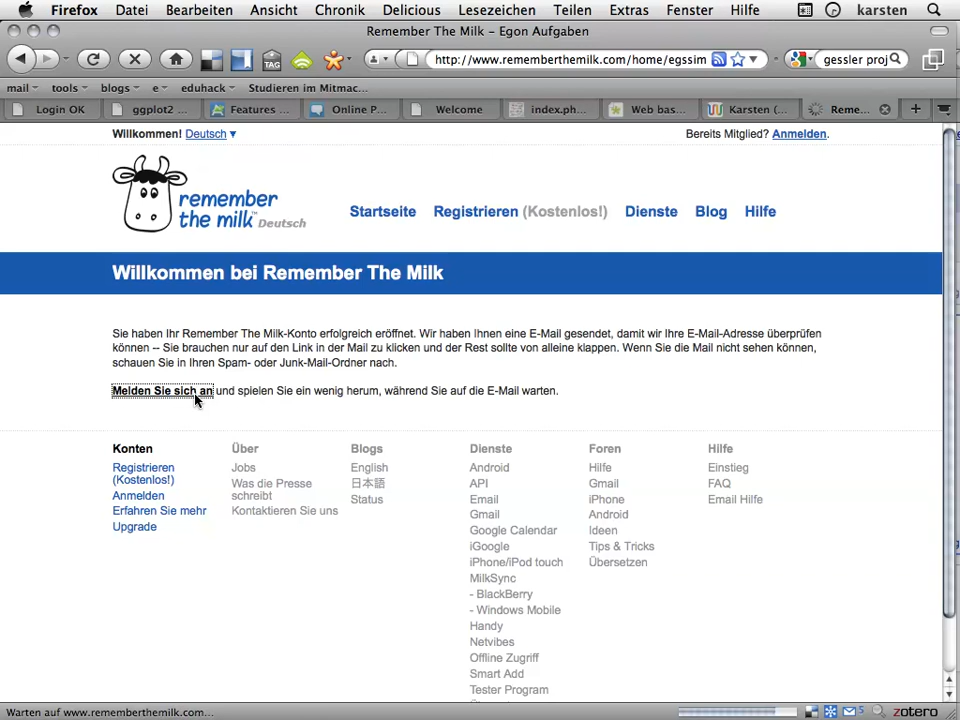 Firefox Datei Bearbeiten Ansicht Chronik Delicious Lesezeichen Teilen Extras Fenster Hilfe karsten
Remember The Milk – Egon Aufgaben
http://www.rememberthemilk.com/home/egssim
gessler proj
mail tools blogs e eduhack Studieren im Mitmac...
Login OK ggplot2 Features ... Online P... Welcome index.ph... Web bas... Karsten (... Reme...
Willkommen! Deutsch ▾ Bereits Mitglied? Anmelden.
remember
the milk™ Deutsch
Startseite Registrieren (Kostenlos!) Dienste Blog Hilfe
Willkommen bei Remember The Milk
Sie haben Ihr Remember The Milk-Konto erfolgreich eröffnet. Wir haben Ihnen eine E-Mail gesendet, damit wir Ihre E-Mail-Adresse überprüfen
können -- Sie brauchen nur auf den Link in der Mail zu klicken und der Rest sollte von alleine klappen. Wenn Sie die Mail nicht sehen können,
schauen Sie in Ihren Spam- oder Junk-Mail-Ordner nach.
Melden Sie sich an und spielen Sie ein wenig herum, während Sie auf die E-Mail warten.
Konten
Registrieren
(Kostenlos!)
Anmelden
Erfahren Sie mehr
Upgrade
Über
Jobs
Was die Presse
schreibt
Kontaktieren Sie uns
Blogs
English
日本語
Status
Dienste
Android
API
Email
Gmail
Google Calendar
iGoogle
iPhone/iPod touch
MilkSync
- BlackBerry
- Windows Mobile
Handy
Netvibes
Offline Zugriff
Smart Add
Tester Program
Foren
Hilfe
Gmail
iPhone
Android
Ideen
Tips & Tricks
Übersetzen
Hilfe
Einstieg
FAQ
Email Hilfe
Warten auf www.rememberthemilk.com...
5 zotero